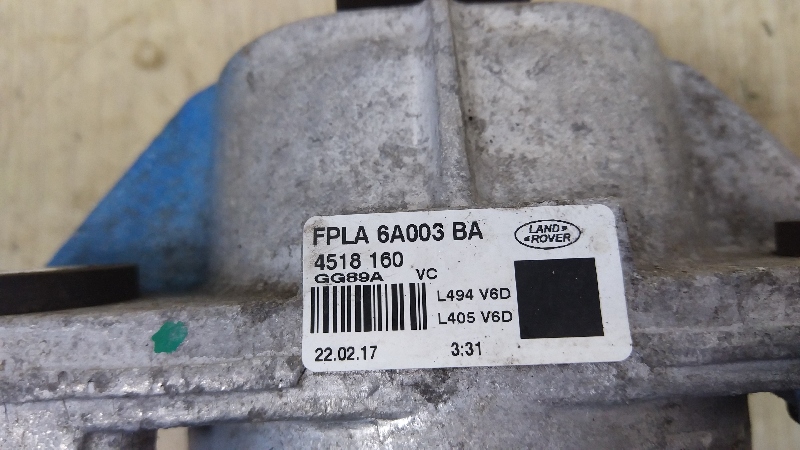 FPLA 6A003 BA
LAND
ROVER
4518 160
GG89A VC
L494 V6D
L405 V6D
22.02.17 3:31